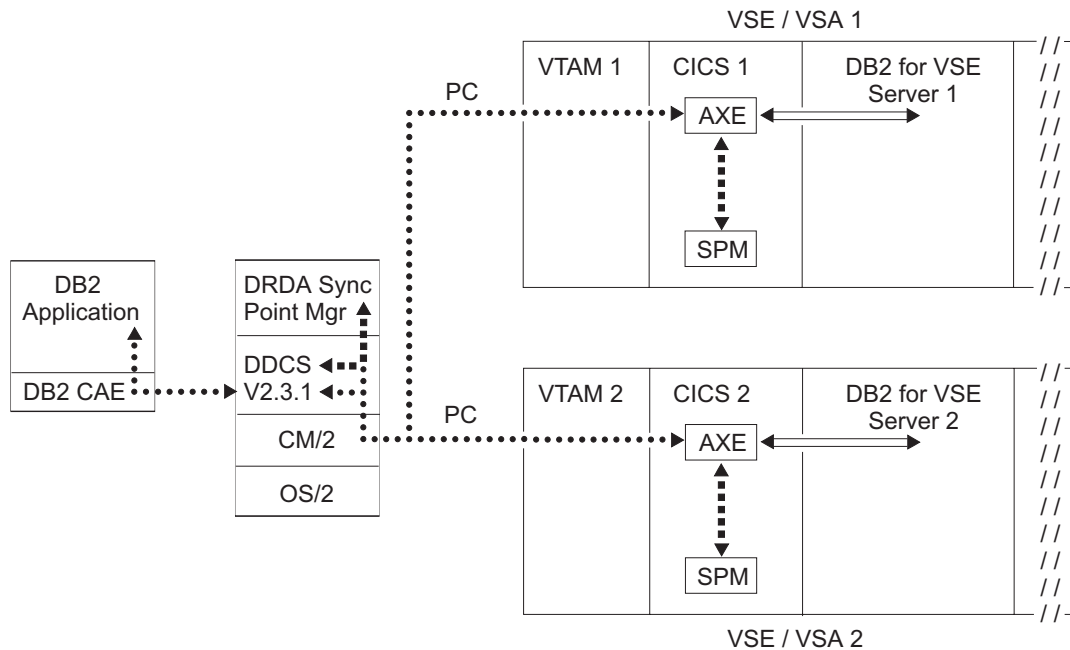 VSE / VSA 1
VTAM 1
CICS 1
DB2 for VSE
Server 1
PC
AXE
SPM
DB2
Application
DB2 CAE
DRDA Sync
Point Mgr
DDCS
V2.3.1
CM/2
OS/2
PC
VTAM 2
CICS 2
DB2 for VSE
Server 2
AXE
SPM
VSE / VSA 2